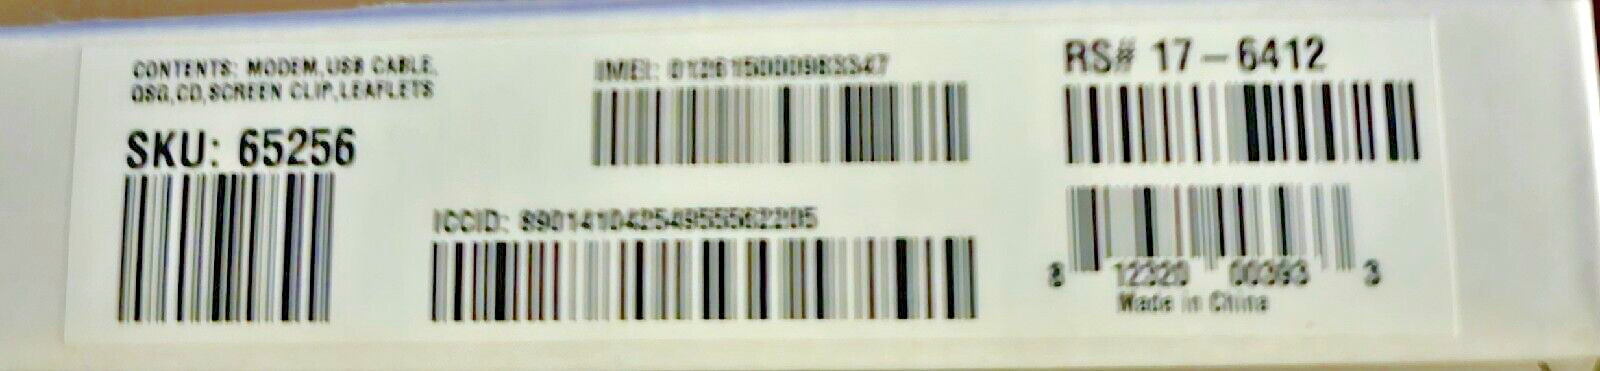 CONTENTS: MODEM, USB CABLE,
QSG, CD, SCREEN CLIP, LEAFLETS
SKU: 65256
IMEI: 012615000983347
ICCID: 89014104254955562205
RS# 17-6412
8 12320 00393 3
Made in China